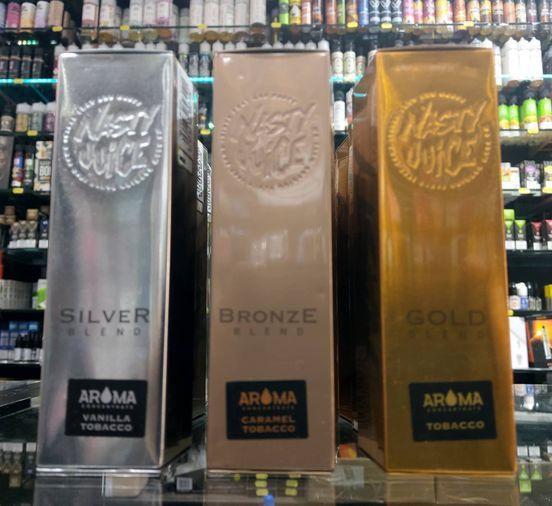 NASTY
JUICE
SILVER
BLEND
AROMA
CONCENTRATE
VANILLA
TOBACCO
NASTY
JUICE
BRONZE
BLEND
AROMA
CONCENTRATE
CARAMEL
TOBACCO
NASTY
JUICE
GOLD
BLEND
AROMA
CONCENTRATE
TOBACCO